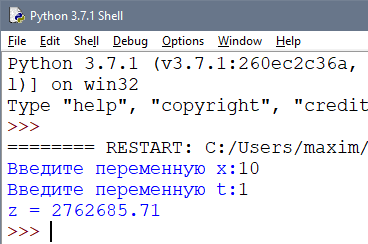 Python 3.7.1 Shell
File Edit Shell Debug Options Window Help
Python 3.7.1 (v3.7.1:260ec2c36a,
l)] on win32
Type "help", "copyright", "credit
>>>
======== RESTART: C:/Users/maxim/
Введите переменную x:10
Введите переменную t:1
z = 2762685.71
>>>